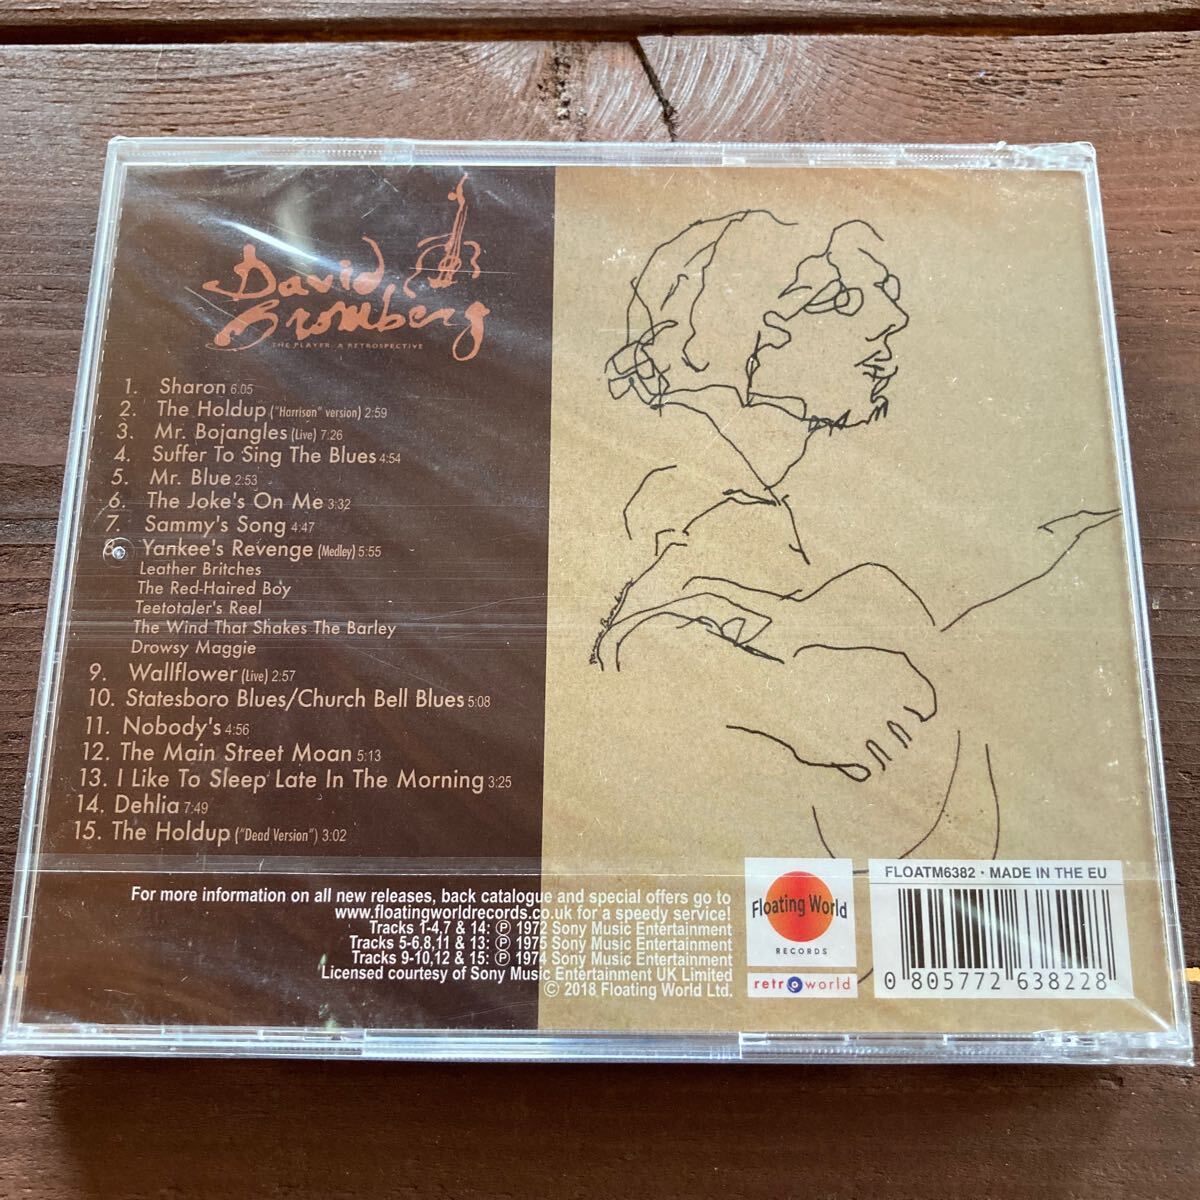 David
Bromberg
THE PLAYER: A RETROSPECTIVE
1. Sharon 6.05
2. The Holdup ("Harrison" version) 2:59
3. Mr. Bojangles (Live) 7:26
4. Suffer To Sing The Blues 4:54
5. Mr. Blue 2:53
6. The Joke's On Me 3:32
7. Sammy's Song 4:47
8. Yankee's Revenge (Medley) 5:55
Leather Britches
The Red-Haired Boy
Teetotaler's Reel
The Wind That Shakes The Barley
Drowsy Maggie
9. Wallflower (Live) 2:57
10. Statesboro Blues/Church Bell Blues 5:08
11. Nobody's 4:56
12. The Main Street Moan 5:13
13. I Like To Sleep Late In The Morning 3:25
14. Dehlia 7:49
15. The Holdup ("Dead Version") 3:02
For more information on all new releases, back catalogue and special offers go to
www.floatingworldrecords.co.uk for a speedy service!
Tracks 1-4,7 & 14: ℗ 1972 Sony Music Entertainment
Tracks 5-6,8,11 & 13: ℗ 1975 Sony Music Entertainment
Tracks 9-10,12 & 15: ℗ 1974 Sony Music Entertainment
Licensed courtesy of Sony Music Entertainment UK Limited
© 2018 Floating World Ltd.
Floating World
RECORDS
retroworld
FLOATM6382 · MADE IN THE EU
0 805772 638228